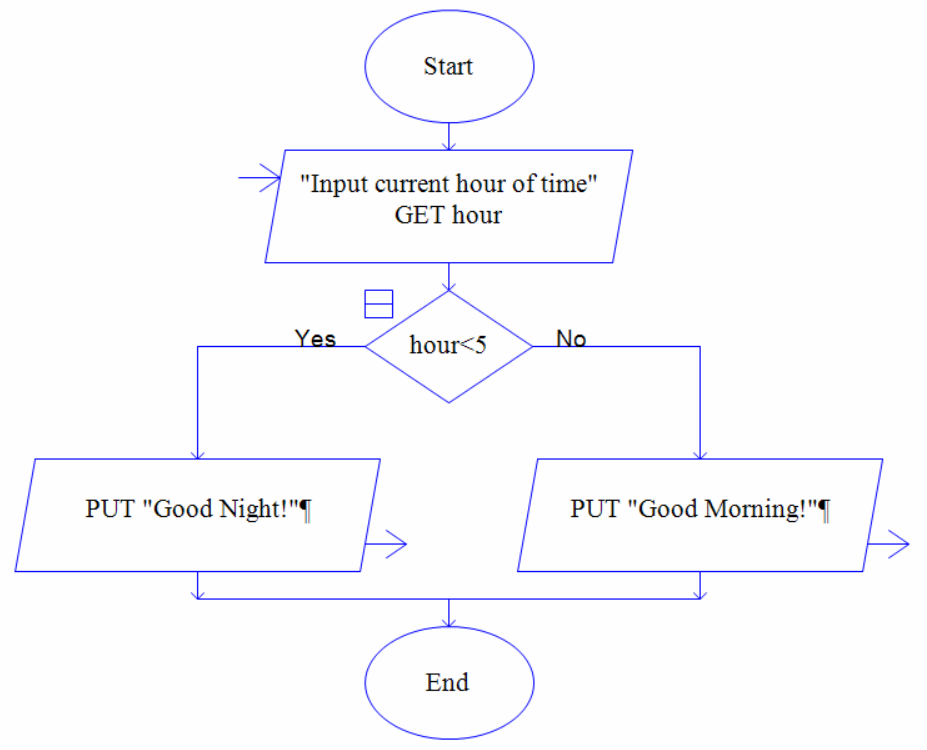 Start
"Input current hour of time"
GET hour
Yes
hour<5
No
PUT "Good Night!"¶
PUT "Good Morning!"¶
End